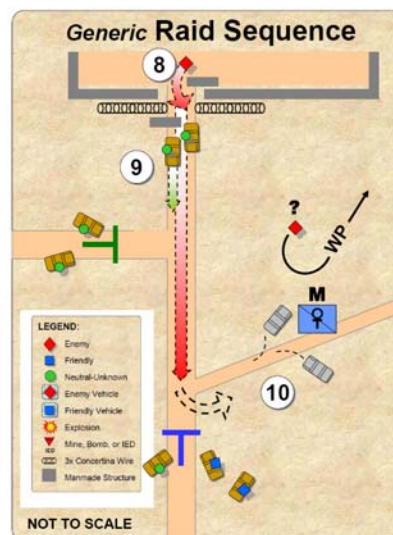 Generic Raid Sequence
8
9
?
WP
M
10
LEGEND:
Enemy
Friendly
Neutral-Unknown
Enemy Vehicle
Friendly Vehicle
Explosion
IED
Mine, Bomb, or IED
3x Concertina Wire
Manmade Structure
NOT TO SCALE